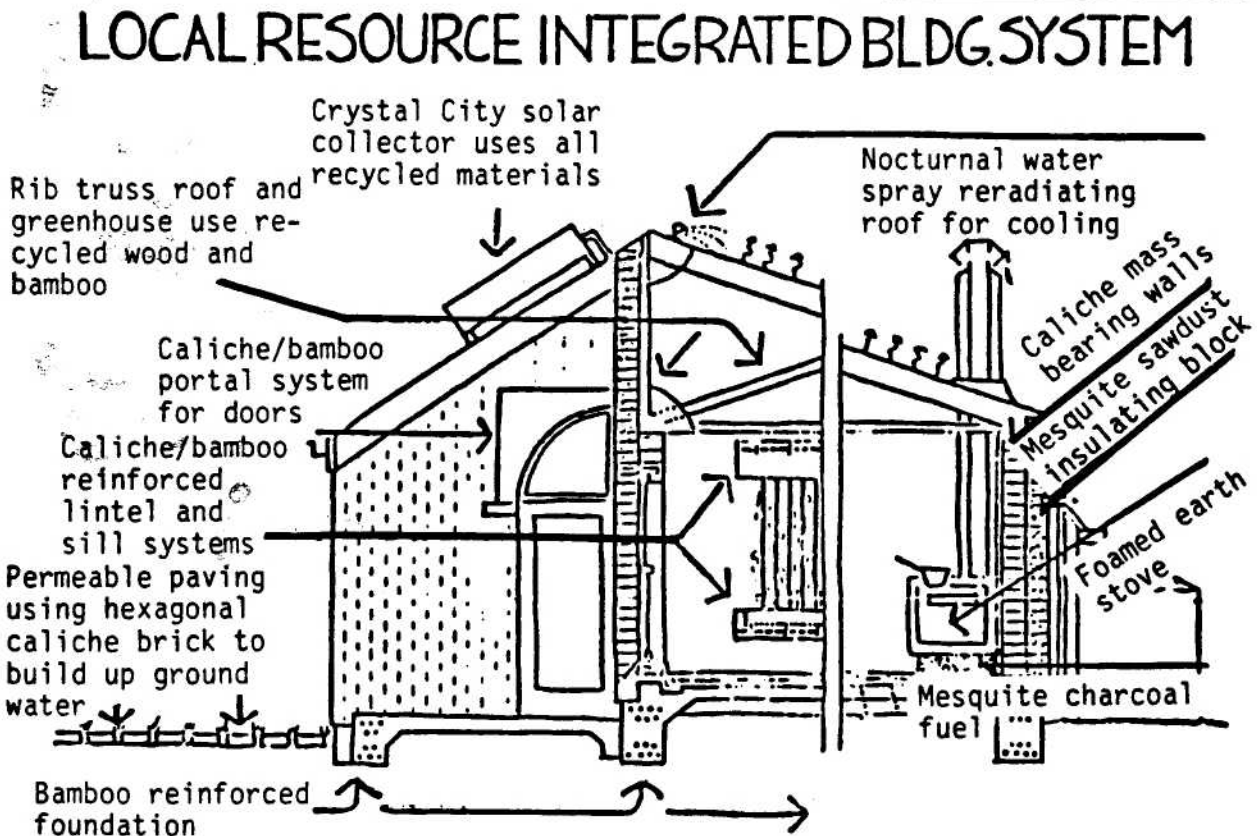 LOCAL RESOURCE INTEGRATED BLDG. SYSTEM
Crystal City solar
collector uses all
recycled materials
Nocturnal water
spray reradiating
roof for cooling
Rib truss roof and
greenhouse use re-
cycled wood and
bamboo
Caliche mass
bearing walls
Mesquite sawdust
insulating block
Caliche/bamboo
portal system
for doors
Caliche/bamboo
reinforced
lintel and
sill systems
Foamed earth
stove
Permeable paving
using hexagonal
caliche brick to
build up ground
water
Mesquite charcoal
fuel
Bamboo reinforced
foundation